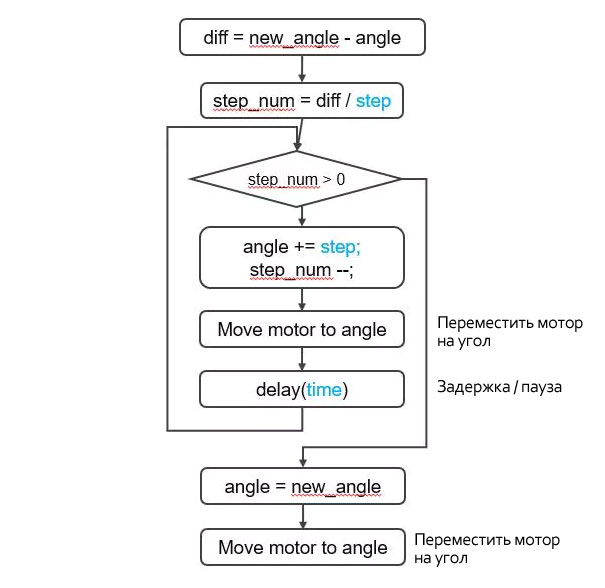 diff = new_angle - angle
step_num = diff / step
step_num > 0
angle += step;
step_num --;
Move motor to angle
Переместить мотор
на угол
delay(time)
Задержка / пауза
angle = new_angle
Move motor to angle
Переместить мотор
на угол